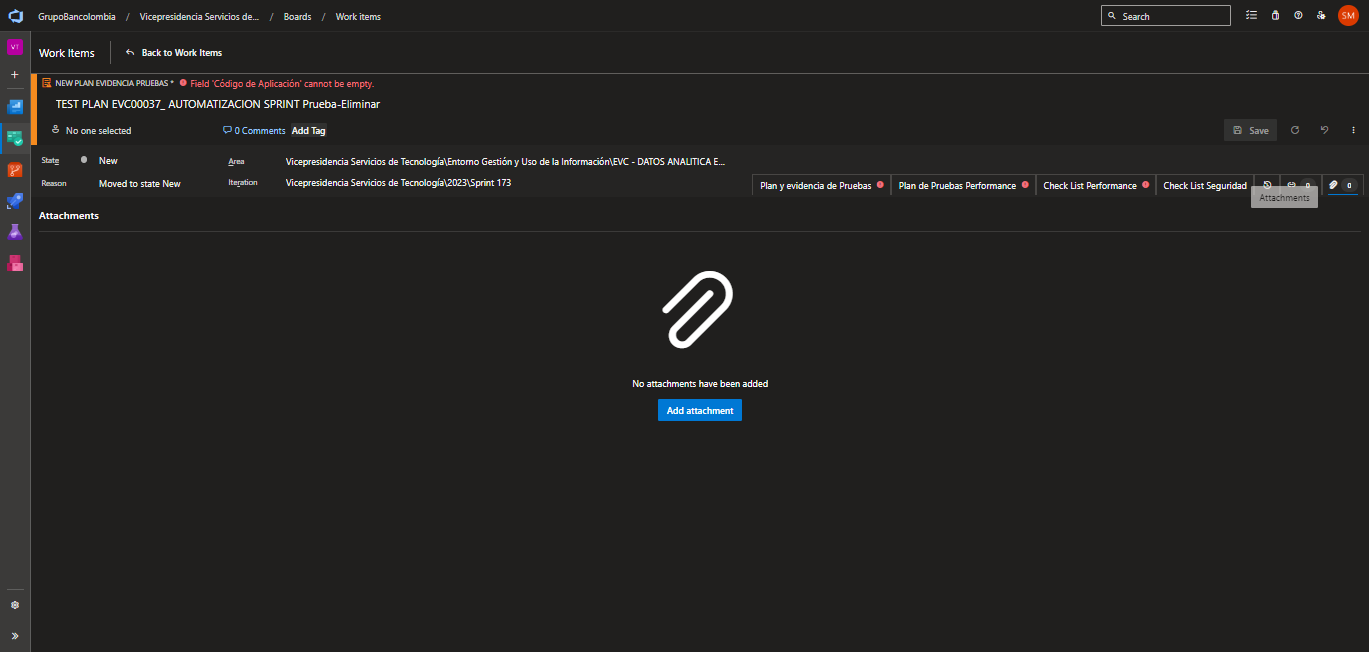 GrupoBancolombia / Vicepresidencia Servicios de... / Boards / Work items
Search
SM
VT
Work Items
Back to Work Items
NEW PLAN EVIDENCIA PRUEBAS * Field 'Código de Aplicación' cannot be empty.
TEST PLAN EVC00037_ AUTOMATIZACION SPRINT Prueba-Eliminar
No one selected
0 Comments
Add Tag
Save
State
New
Area
Vicepresidencia Servicios de Tecnología\Entorno Gestión y Uso de la Información\EVC - DATOS ANALITICA E...
Reason
Moved to state New
Iteration
Vicepresidencia Servicios de Tecnología\2023\Sprint 173
Plan y evidencia de Pruebas
Plan de Pruebas Performance
Check List Performance
Check List Seguridad
0
0
Attachments
Attachments
No attachments have been added
Add attachment